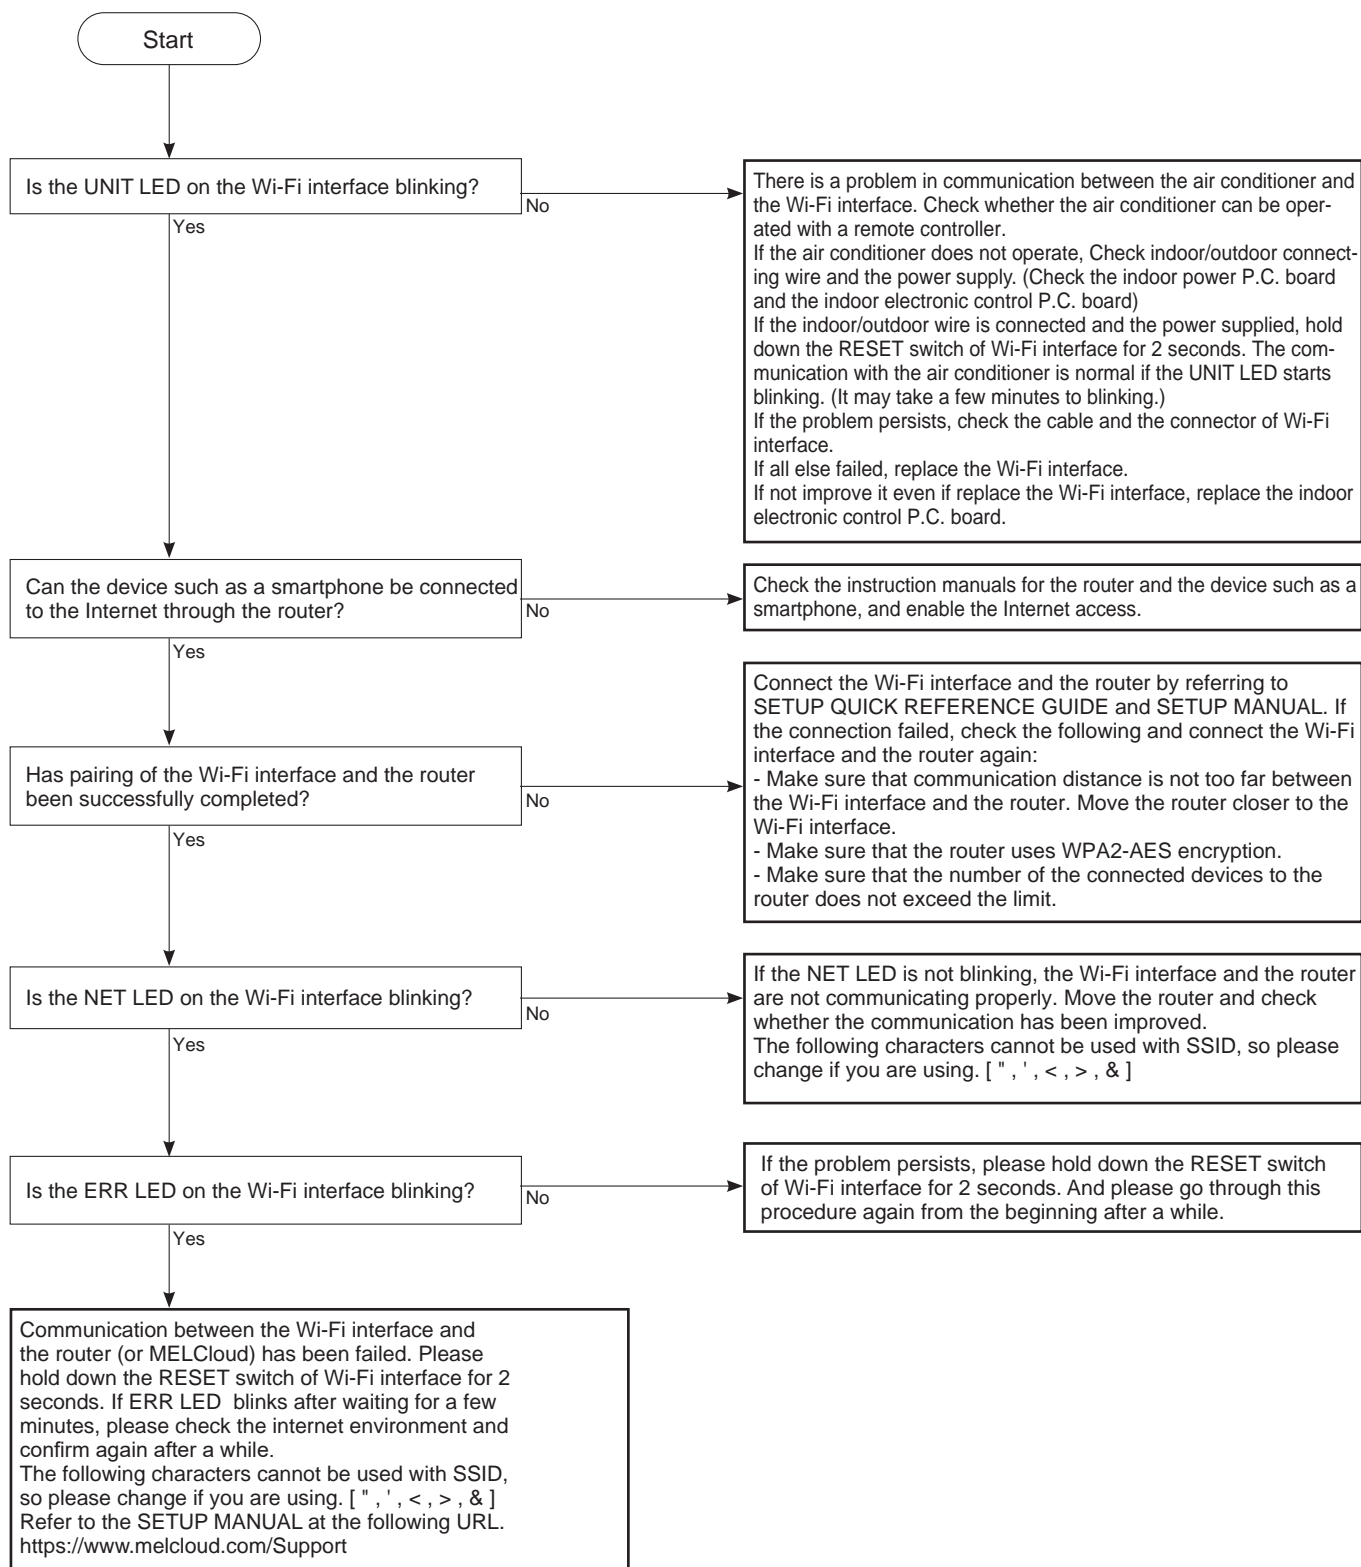 Start
Is the UNIT LED on the Wi-Fi interface blinking?
No
Yes
There is a problem in communication between the air conditioner and
the Wi-Fi interface. Check whether the air conditioner can be oper-
ated with a remote controller.
If the air conditioner does not operate, Check indoor/outdoor connect-
ing wire and the power supply. (Check the indoor power P.C. board
and the indoor electronic control P.C. board)
If the indoor/outdoor wire is connected and the power supplied, hold
down the RESET switch of Wi-Fi interface for 2 seconds. The com-
munication with the air conditioner is normal if the UNIT LED starts
blinking. (It may take a few minutes to blinking.)
If the problem persists, check the cable and the connector of Wi-Fi
interface.
If all else failed, replace the Wi-Fi interface.
If not improve it even if replace the Wi-Fi interface, replace the indoor
electronic control P.C. board.
Can the device such as a smartphone be connected
to the Internet through the router?
No
Yes
Check the instruction manuals for the router and the device such as a
smartphone, and enable the Internet access.
Has pairing of the Wi-Fi interface and the router
been successfully completed?
No
Yes
Connect the Wi-Fi interface and the router by referring to
SETUP QUICK REFERENCE GUIDE and SETUP MANUAL. If
the connection failed, check the following and connect the Wi-Fi
interface and the router again:
- Make sure that communication distance is not too far between
the Wi-Fi interface and the router. Move the router closer to the
Wi-Fi interface.
- Make sure that the router uses WPA2-AES encryption.
- Make sure that the number of the connected devices to the
router does not exceed the limit.
Is the NET LED on the Wi-Fi interface blinking?
No
Yes
If the NET LED is not blinking, the Wi-Fi interface and the router
are not communicating properly. Move the router and check
whether the communication has been improved.
The following characters cannot be used with SSID, so please
change if you are using. [ " , ' , < , > , & ]
Is the ERR LED on the Wi-Fi interface blinking?
No
Yes
If the problem persists, please hold down the RESET switch
of Wi-Fi interface for 2 seconds. And please go through this
procedure again from the beginning after a while.
Communication between the Wi-Fi interface and
the router (or MELCloud) has been failed. Please
hold down the RESET switch of Wi-Fi interface for 2
seconds. If ERR LED blinks after waiting for a few
minutes, please check the internet environment and
confirm again after a while.
The following characters cannot be used with SSID,
so please change if you are using. [ " , ' , < , > , & ]
Refer to the SETUP MANUAL at the following URL.
https://www.melcloud.com/Support